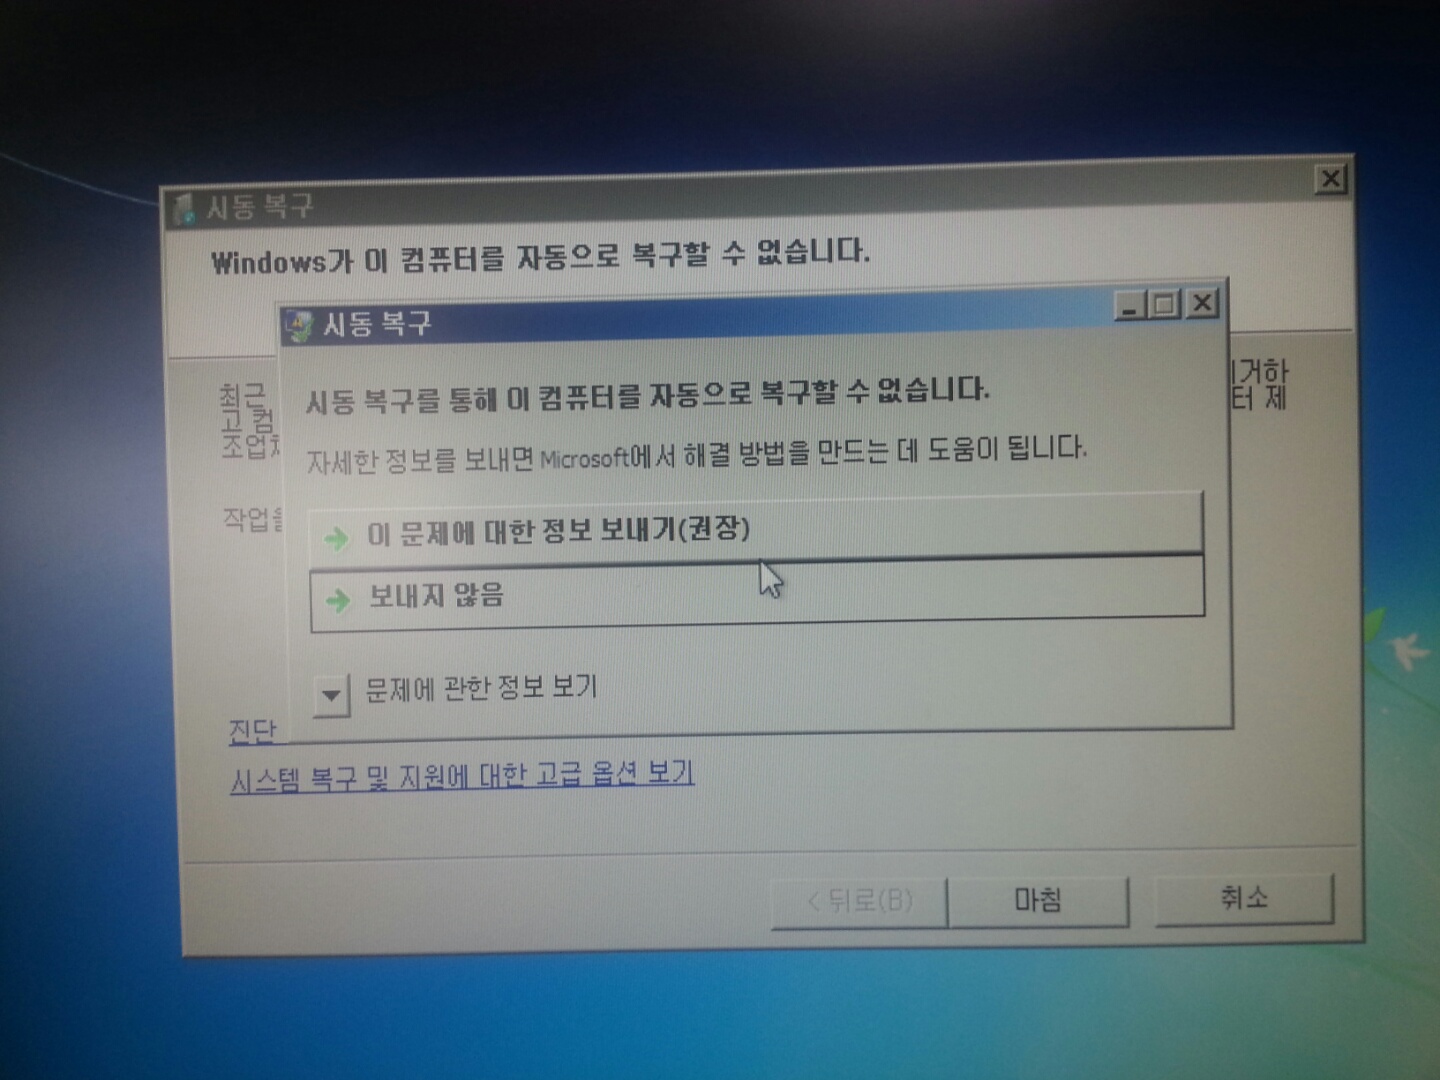 시동 복구
Windows가 이 컴퓨터를 자동으로 복구할 수 없습니다.
시동 복구
시동 복구를 통해 이 컴퓨터를 자동으로 복구할 수 없습니다.
자세한 정보를 보내면 Microsoft에서 해결 방법을 만드는 데 도움이 됩니다.
이 문제에 대한 정보 보내기(권장)
보내지 않음
문제에 관한 정보 보기
최근
고 컴
터 제
진단
시스템 복구 및 지원에 대한 고급 옵션 보기
< 뒤로(B)
마침
취소